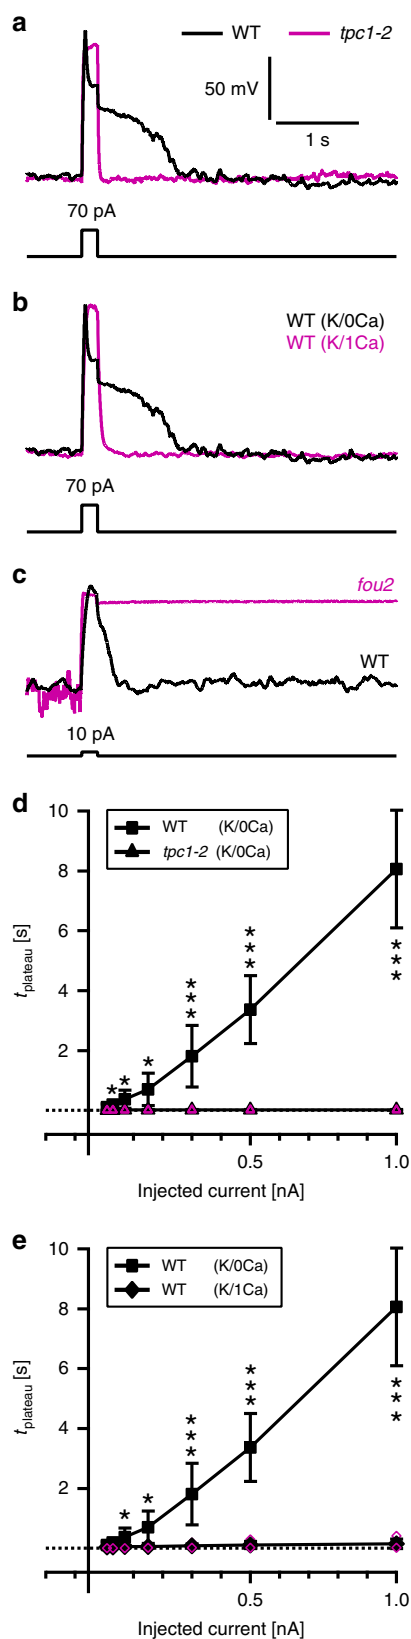 a
WT tpc1-2
50 mV
1 s
70 pA
b
WT (K/0Ca)
WT (K/1Ca)
70 pA
c
fou2
WT
10 pA
d
10
WT (K/0Ca)
tpc1-2 (K/0Ca)
8
6
4
2
tplateau [s]
* * * *** *** ***
0.5 1.0
Injected current [nA]
e
10
WT (K/0Ca)
WT (K/1Ca)
8
6
4
2
tplateau [s]
* * *** *** ***
0.5 1.0
Injected current [nA]